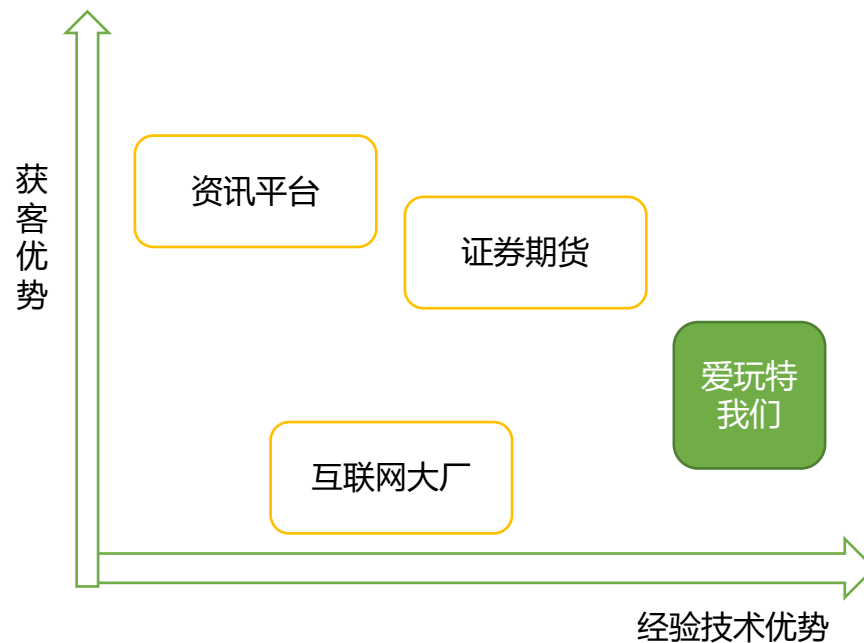 获客优势
资讯平台
证券期货
爱玩特
我们
互联网大厂
经验技术优势